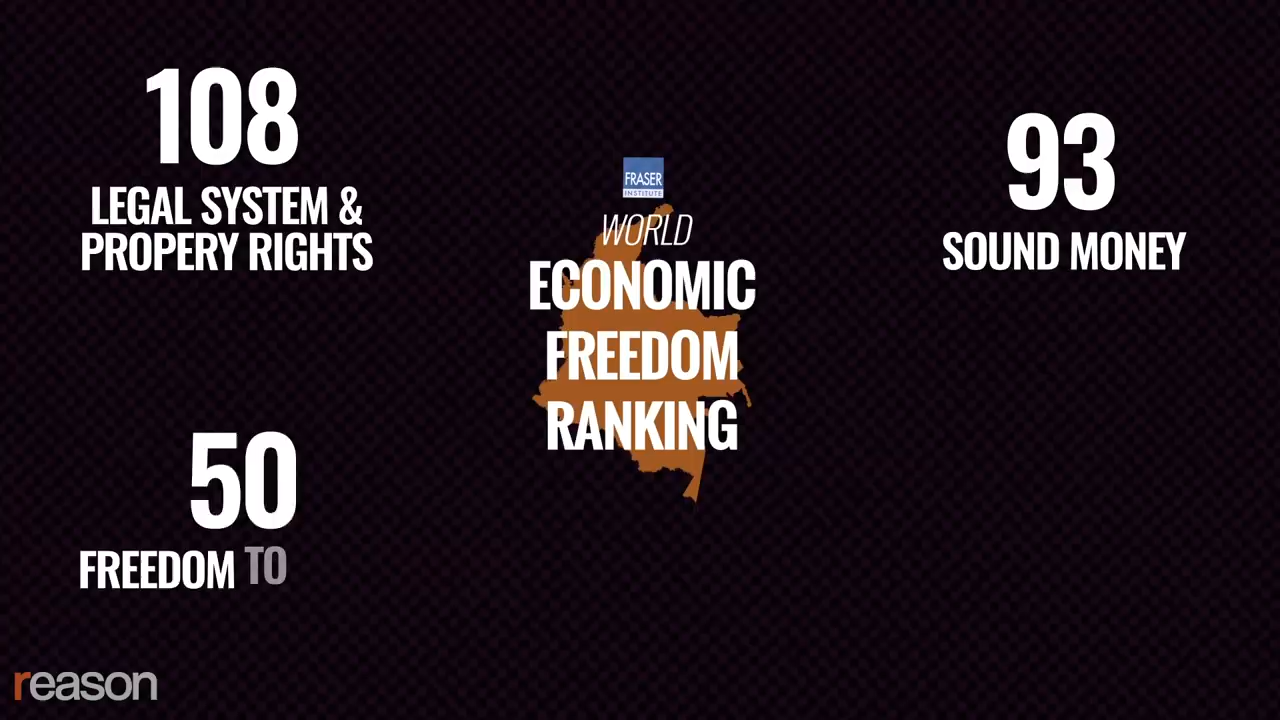 108
LEGAL SYSTEM &
PROPERY RIGHTS
FRASER
INSTITUTE
WORLD
ECONOMIC
FREEDOM
RANKING
93
SOUND MONEY
50
FREEDOM TO
reason